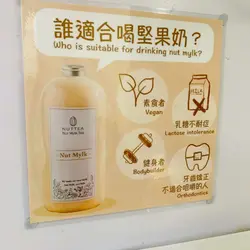 誰適合喝堅果奶？
Who is suitable for drinking nut mylk?
NUTTER
Nut Mylk
素食者
Vegan
MILK
乳糖不耐症
Lactose intolerance
健身者
Bodybuilder
牙齒矯正
不適合咀嚼的人
Orthodontics